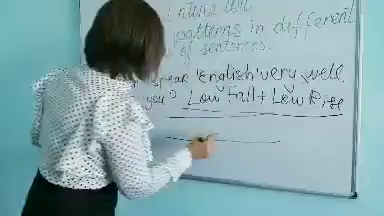 patterns in different
of sentences.
speak English very well
you? Low Fall + Low Rise